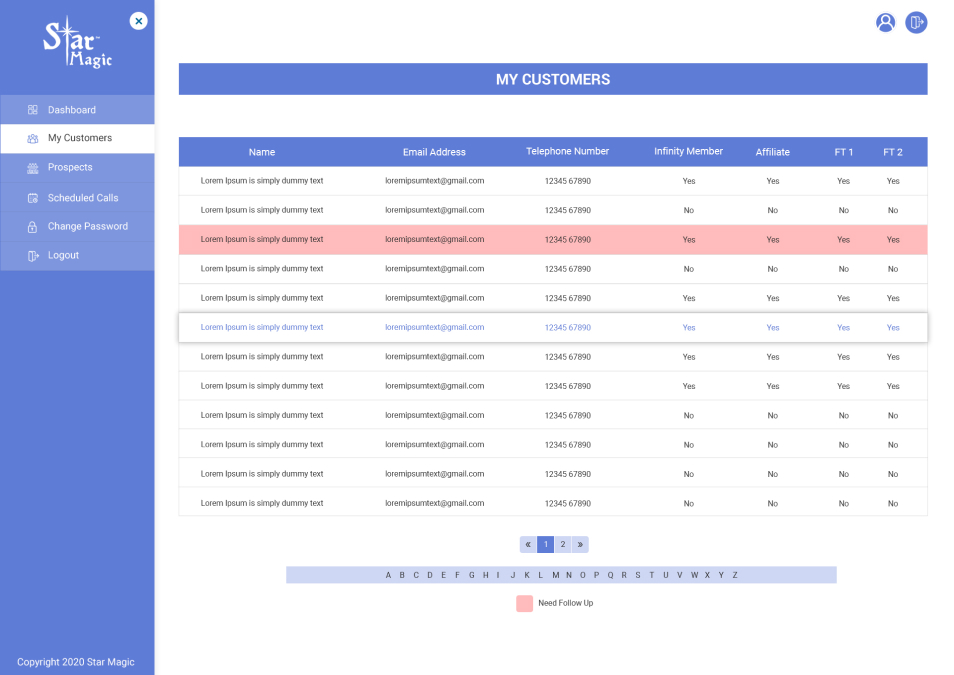 Star Magic
Dashboard
My Customers
Prospects
Scheduled Calls
Change Password
Logout
Copyright 2020 Star Magic
MY CUSTOMERS
Name Email Address Telephone Number Infinity Member Affiliate FT 1 FT 2
Lorem Ipsum is simply dummy text loremipsumtext@gmail.com 12345 67890 Yes Yes Yes Yes
Lorem Ipsum is simply dummy text loremipsumtext@gmail.com 12345 67890 No No No No
Lorem Ipsum is simply dummy text loremipsumtext@gmail.com 12345 67890 Yes Yes Yes Yes
Lorem Ipsum is simply dummy text loremipsumtext@gmail.com 12345 67890 No No No No
Lorem Ipsum is simply dummy text loremipsumtext@gmail.com 12345 67890 Yes Yes Yes Yes
Lorem Ipsum is simply dummy text loremipsumtext@gmail.com 12345 67890 Yes Yes Yes Yes
Lorem Ipsum is simply dummy text loremipsumtext@gmail.com 12345 67890 Yes Yes Yes Yes
Lorem Ipsum is simply dummy text loremipsumtext@gmail.com 12345 67890 Yes Yes Yes Yes
Lorem Ipsum is simply dummy text loremipsumtext@gmail.com 12345 67890 No No No No
Lorem Ipsum is simply dummy text loremipsumtext@gmail.com 12345 67890 No No No No
Lorem Ipsum is simply dummy text loremipsumtext@gmail.com 12345 67890 No No No No
Lorem Ipsum is simply dummy text loremipsumtext@gmail.com 12345 67890 No No No No
« 1 2 »
A B C D E F G H I J K L M N O P Q R S T U V W X Y Z
Need Follow Up